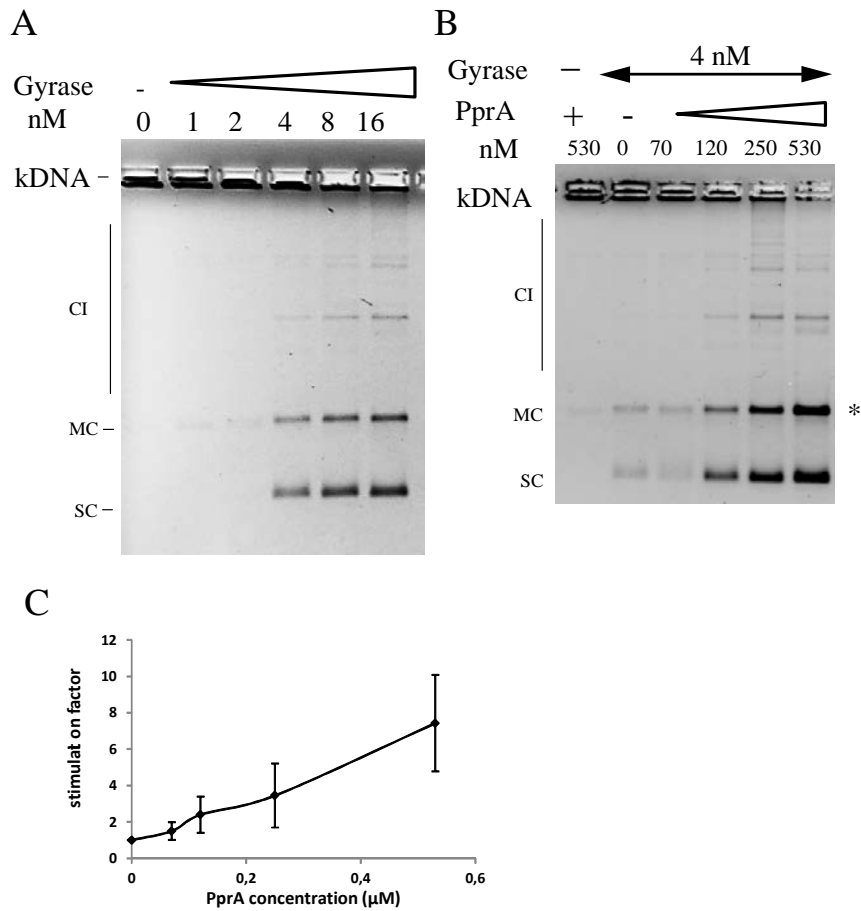 A
Gyrase -
nM 0 1 2 4 8 16
kDNA
CI
MC
SC
B
4 nM
Gyrase –
PprA + -
nM 530 0 70 120 250 530
kDNA
CI
MC *
SC
C
12
10
8
6
4
2
0
stimulat on factor
0 0,2 0,4 0,6
PprA concentration (µM)